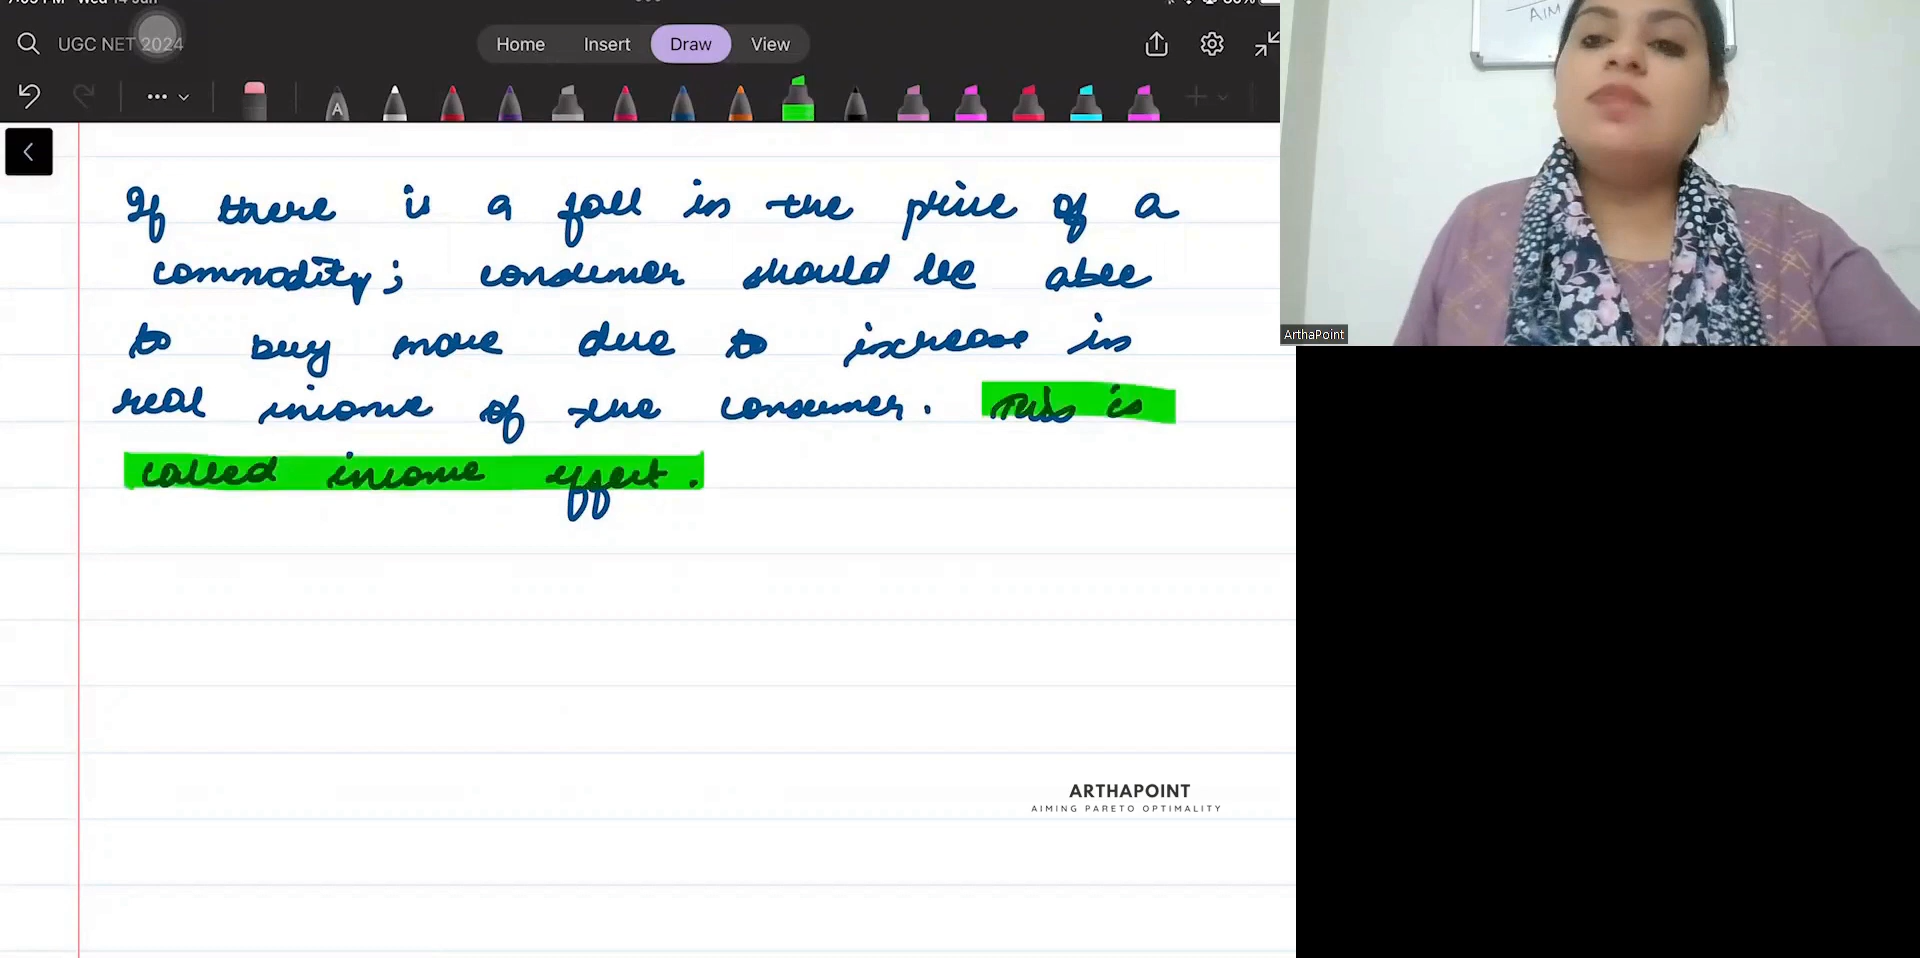 UGC NET 2024
Home Insert Draw View
A
If there is a fall in the price of a
commodity; consumer should be able
to buy more due to increase in
real income of the consumer. This is
called income effect.
ARTHAPOINT
AIMING PARETO OPTIMALITY
AIM
ArthaPoint